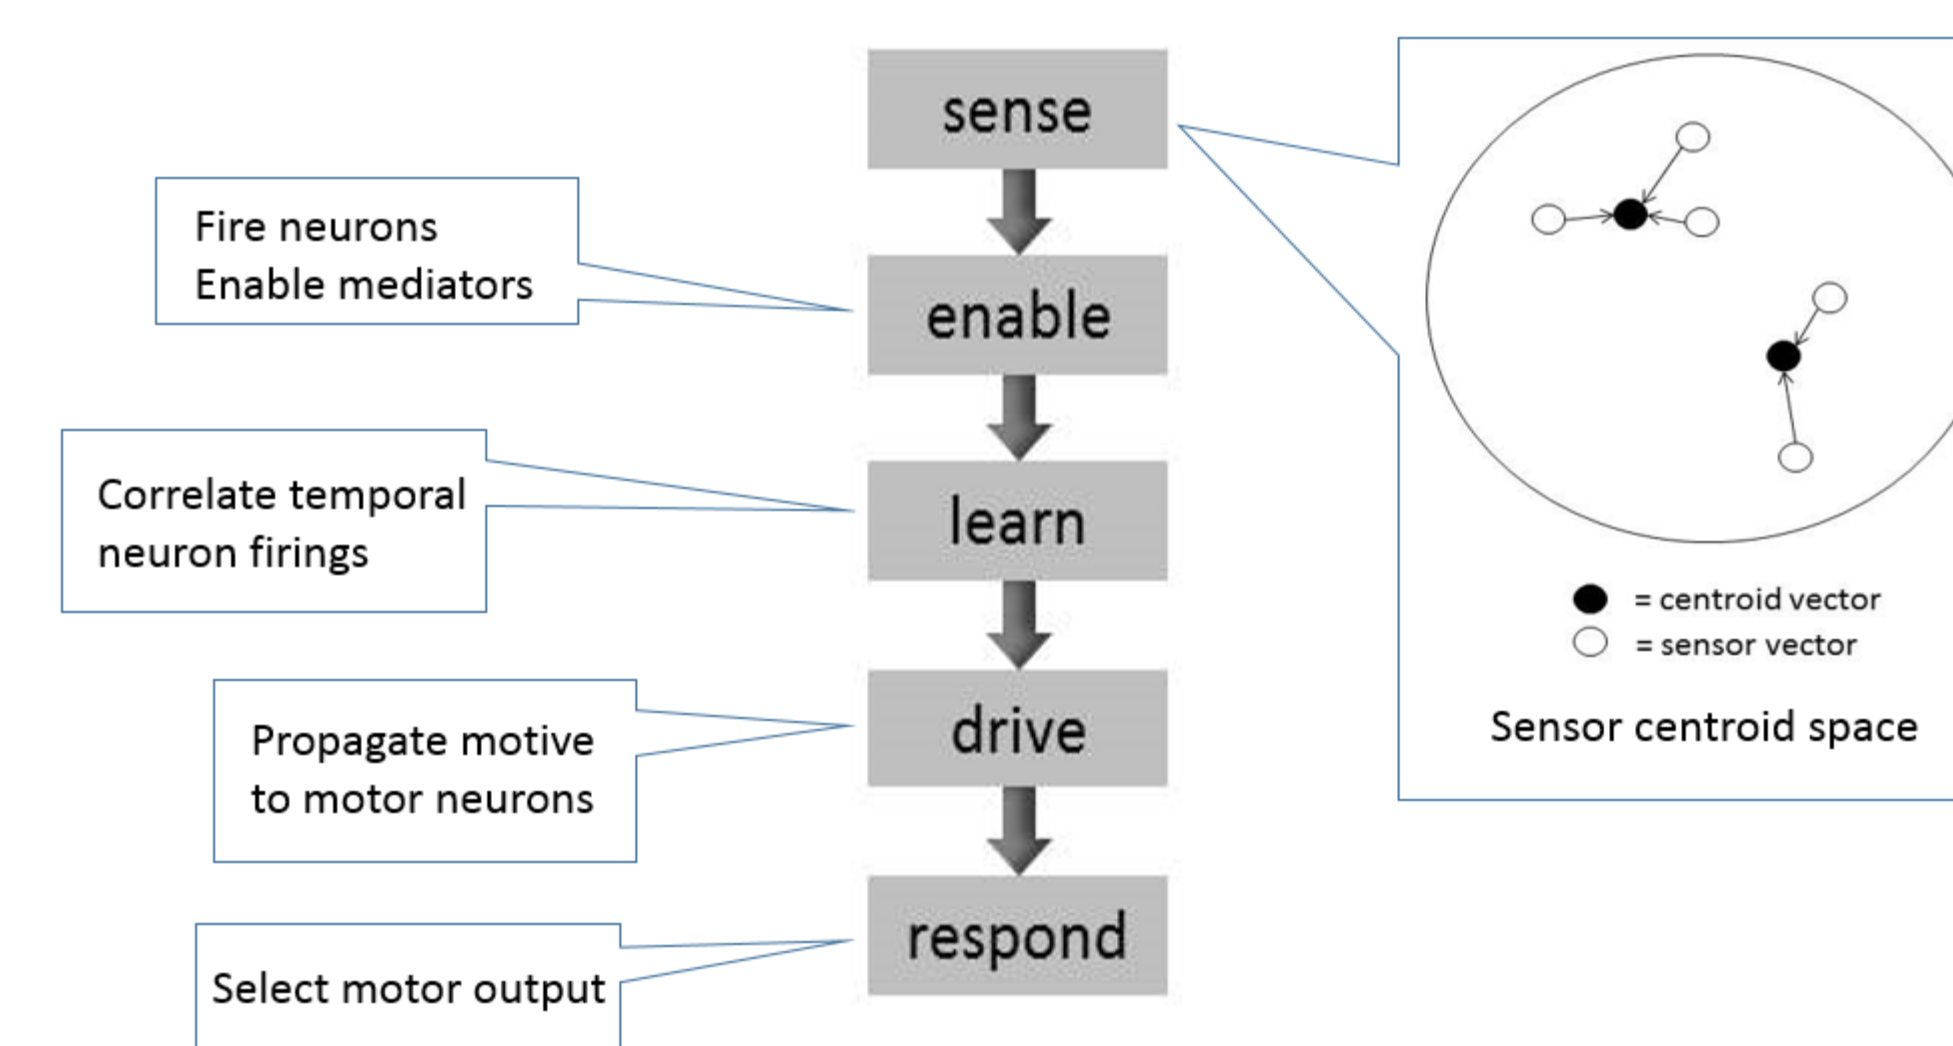 sense
Fire neurons
Enable mediators
enable
Correlate temporal
neuron firings
learn
Propagate motive
to motor neurons
drive
Select motor output
respond
= centroid vector
= sensor vector
Sensor centroid space